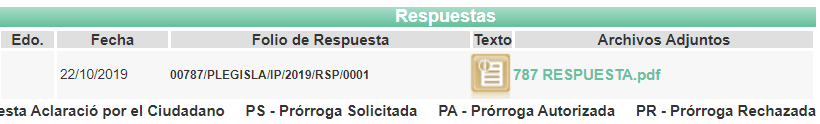 Respuestas
Edo. Fecha Folio de Respuesta Texto Archivos Adjuntos
22/10/2019 00787/PLEGISLA/IP/2019/RSP/0001 787 RESPUESTA.pdf
esta Aclaració por el Ciudadano PS - Prórroga Solicitada PA - Prórroga Autorizada PR - Prórroga Rechazada